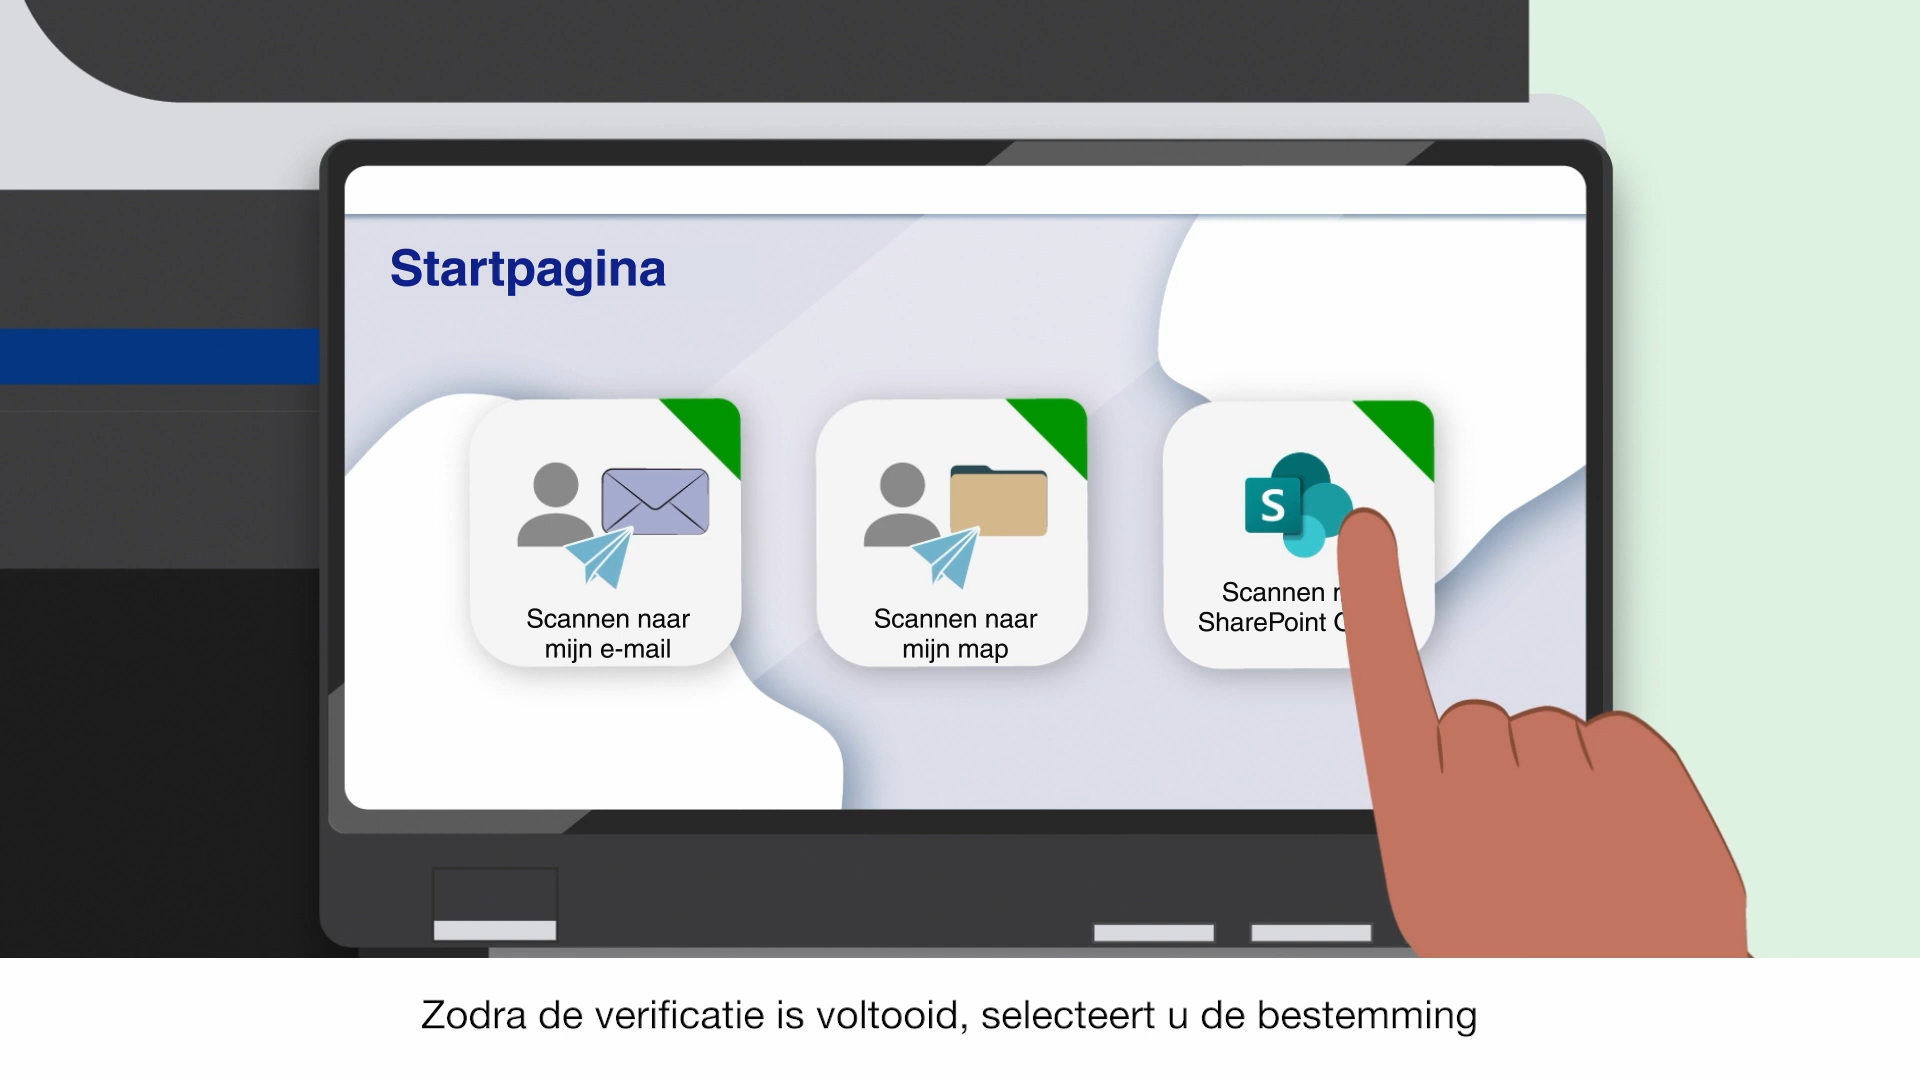 Startpagina
Scannen naar
mijn e-mail
Scannen naar
mijn map
S
Scannen
SharePoint
Zodra de verificatie is voltooid, selecteert u de bestemming